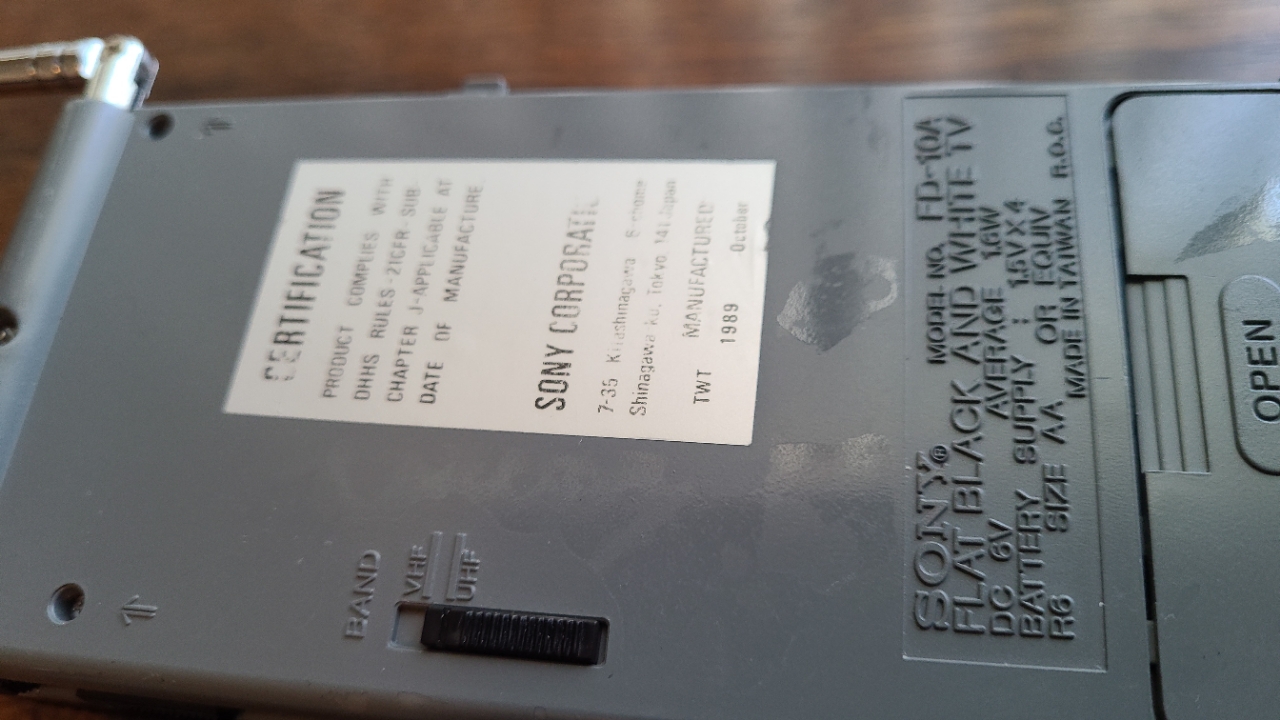 CERTIFICATION
PRODUCT COMPLIES WITH
DHHS RULES-21CFR-SUB
CHAPTER J-APPLICABLE AT
DATE OF MANUFACTURE
SONY CORPORATION
7-35 Kitashinagawa 6-chome
Shinagawa ku, Tokyo 141 Japan
TWT MANUFACTURED:
1989 October
BAND
VHF
UHF
SONY® MODEL NO. FD-10A
FLAT BLACK AND WHITE TV
DC 6V AVERAGE 1.6W
BATTERY SUPPLY : 1.5V X 4
R6 SIZE AA OR EQUIV
MADE IN TAIWAN R.O.C.
OPEN